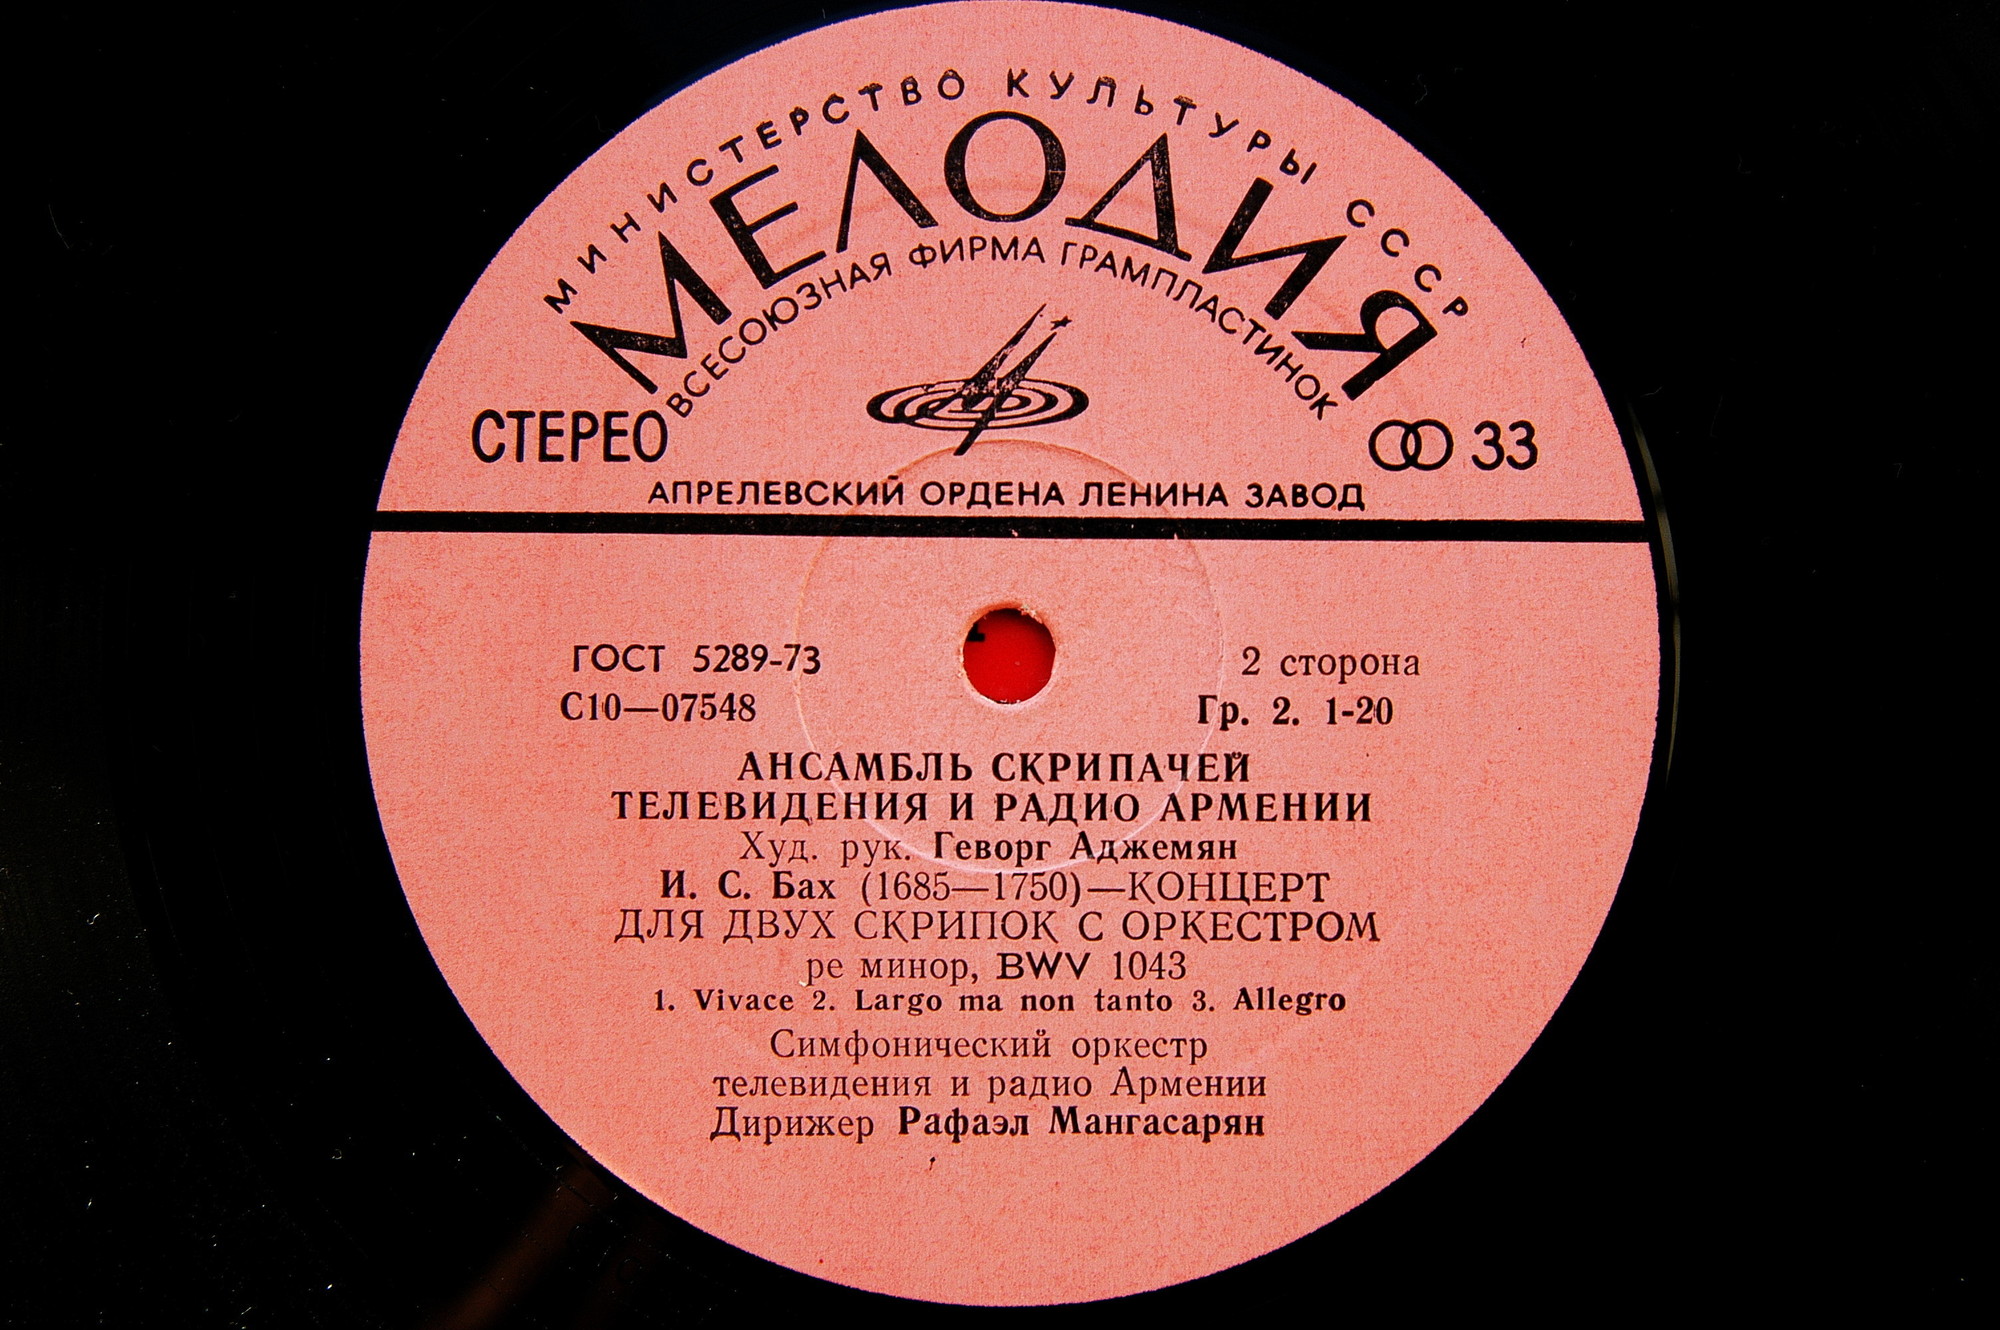 МИНИСТЕРСТВО КУЛЬТУРЫ СССР
МЕЛОДИЯ
ВСЕСОЮЗНАЯ ФИРМА ГРАМПЛАСТИНОК
СТЕРЕО
33
АПРЕЛЕВСКИЙ ОРДЕНА ЛЕНИНА ЗАВОД
ГОСТ 5289-73
2 сторона
С10—07548
Гр. 2. 1-20
АНСАМБЛЬ СКРИПАЧЕЙ
ТЕЛЕВИДЕНИЯ И РАДИО АРМЕНИИ
Худ. рук. Геворг Аджемян
И. С. Бах (1685—1750)—КОНЦЕРТ
ДЛЯ ДВУХ СКРИПОК С ОРКЕСТРОМ
ре минор, BWV 1043
1. Vivace 2. Largo ma non tanto 3. Allegro
Симфонический оркестр
телевидения и радио Армении
Дирижер Рафаэл Мангасарян